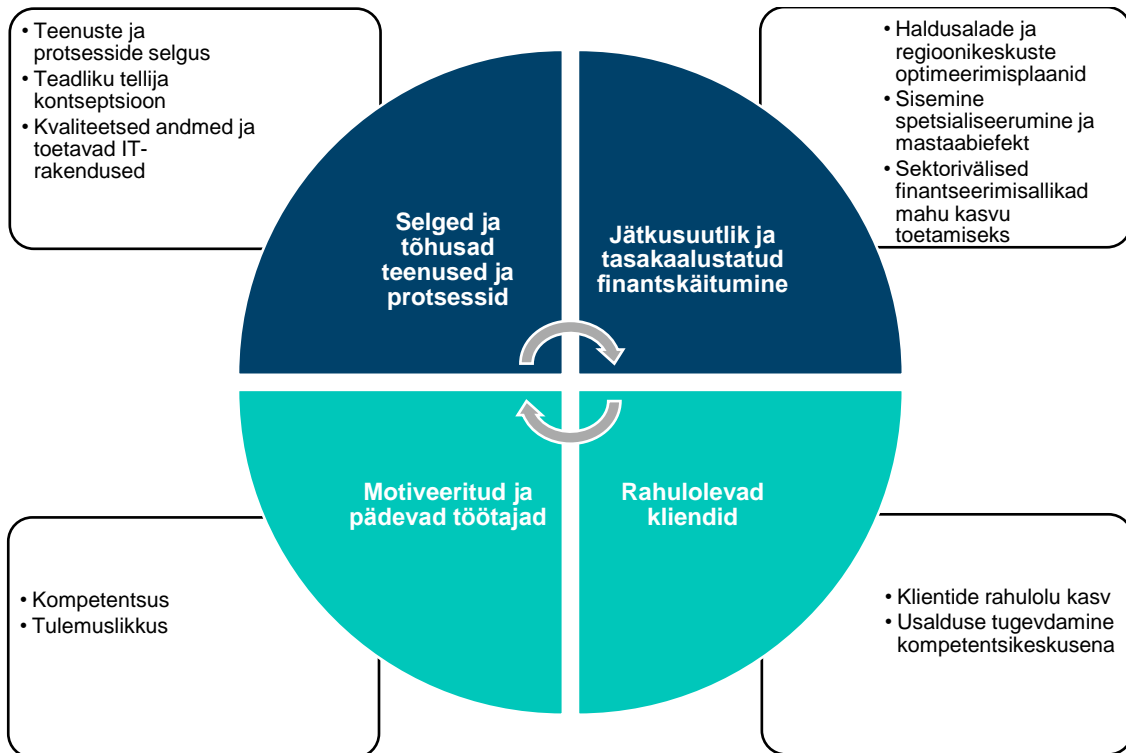 • Teenuste ja
protsesside selgus
• Teadliku tellija
kontseptsioon
• Kvaliteetsed andmed ja
toetavad IT-
rakendused
• Haldusalade ja
regioonikeskuste
optimeerimisplaanid
• Sisemine
spetsialiseerumine ja
mastaabiefekt
• Sektorivälised
finantseerimisallikad
mahu kasvu
toetamiseks
Selged ja
tõhusad
teenused ja
protsessid
Jätkusuutlik ja
tasakaalustatud
finantskäitumine
Motiveeritud ja
pädevad töötajad
Rahulolevad
kliendid
• Kompetentsus
• Tulemuslikkus
• Klientide rahulolu kasv
• Usalduse tugevdamine
kompetentsikeskusena